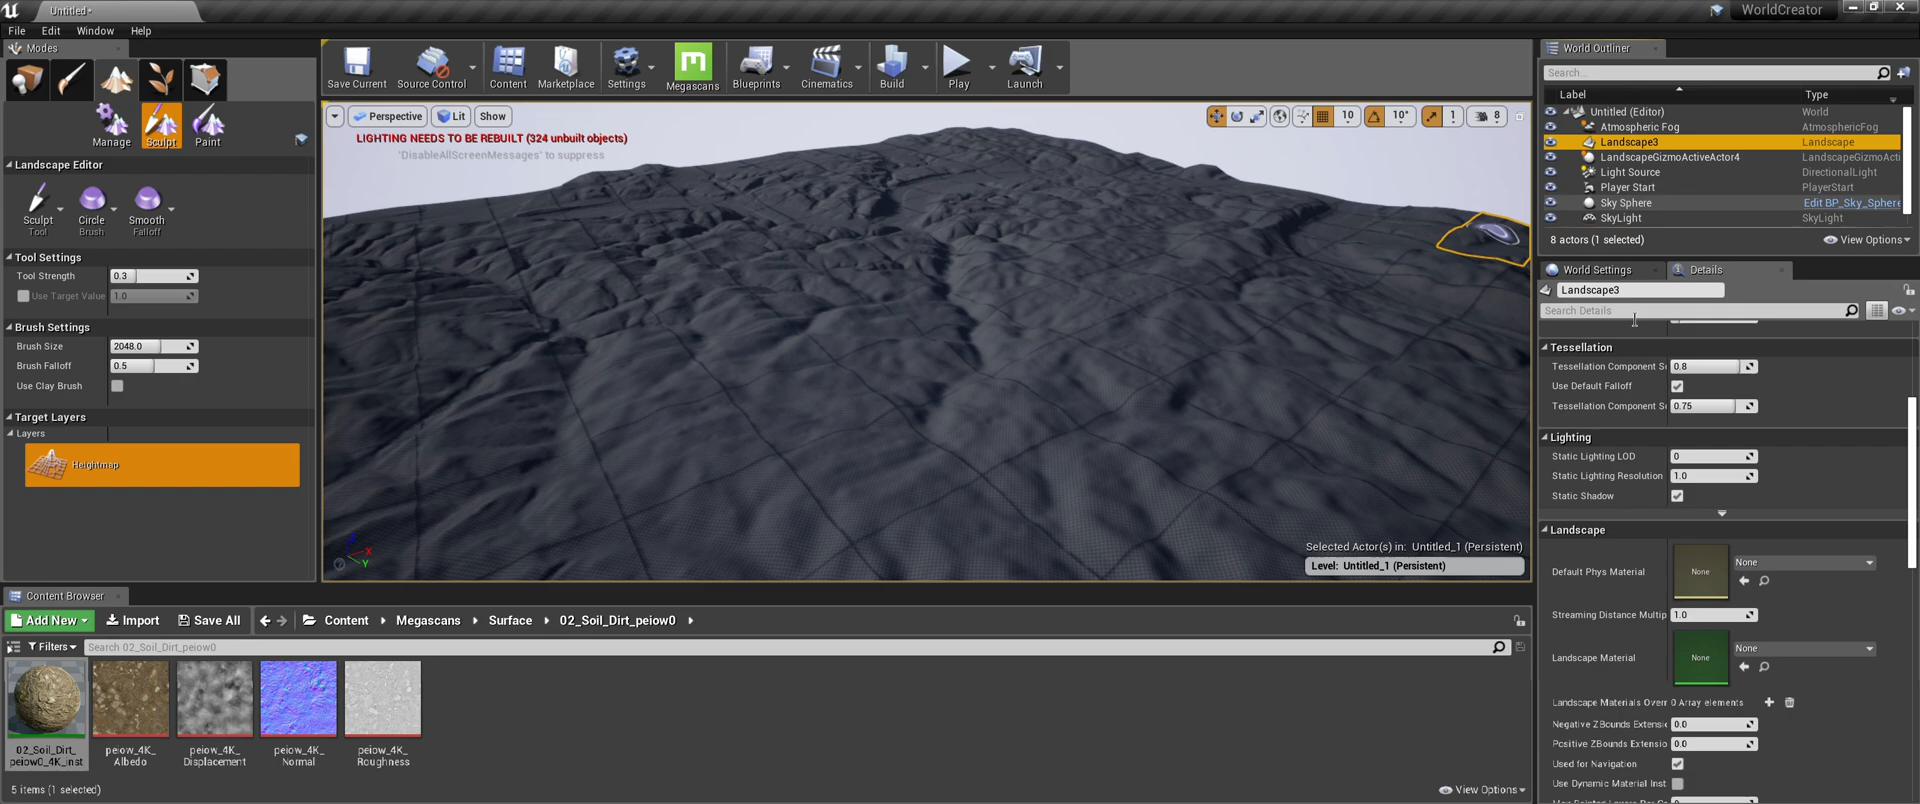 Untitled*
WorldCreator
File Edit Window Help
Modes
Manage Sculpt Paint
Landscape Editor
Sculpt Circle Smooth
Tool Brush Falloff
Tool Settings
Tool Strength 0.3
Use Target Value 1.0
Brush Settings
Brush Size 2048.0
Brush Falloff 0.5
Use Clay Brush
Target Layers
Layers
Heightmap
Save Current Source Control Content Marketplace Settings Megascans Blueprints Cinematics Build Play Launch
Perspective Lit Show
10 10° 1 8
LIGHTING NEEDS TO BE REBUILT (324 unbuilt objects)
'DisableAllScreenMessages' to suppress
X
Y
Selected Actor(s) in: Untitled_1 (Persistent)
Level: Untitled_1 (Persistent)
World Outliner
Search...
Label Type
Untitled (Editor) World
Atmospheric Fog AtmosphericFog
Landscape3 Landscape
LandscapeGizmoActiveActor4 LandscapeGizmoActi
Light Source DirectionalLight
Player Start PlayerStart
Sky Sphere Edit BP_Sky_Sphere
SkyLight SkyLight
8 actors (1 selected) View Options
World Settings Details
Landscape3
Search Details
Tessellation
Tessellation Component S 0.8
Use Default Falloff
Tessellation Component S 0.75
Lighting
Static Lighting LOD 0
Static Lighting Resolution 1.0
Static Shadow
Landscape
Default Phys Material None None
Streaming Distance Multip 1.0
Landscape Material None None
Landscape Materials Overr 0 Array elements
Negative ZBounds Extensio 0.0
Positive ZBounds Extensio 0.0
Used for Navigation
Use Dynamic Material Inst
Content Browser
Add New Import Save All Content Megascans Surface 02_Soil_Dirt_peiow0
Filters Search 02_Soil_Dirt_peiow0
02_Soil_Dirt_
peiow0_4K_inst
peiow_4K_
Albedo
peiow_4K_
Displacement
peiow_4K_
Normal
peiow_4K_
Roughness
5 items (1 selected) View Options